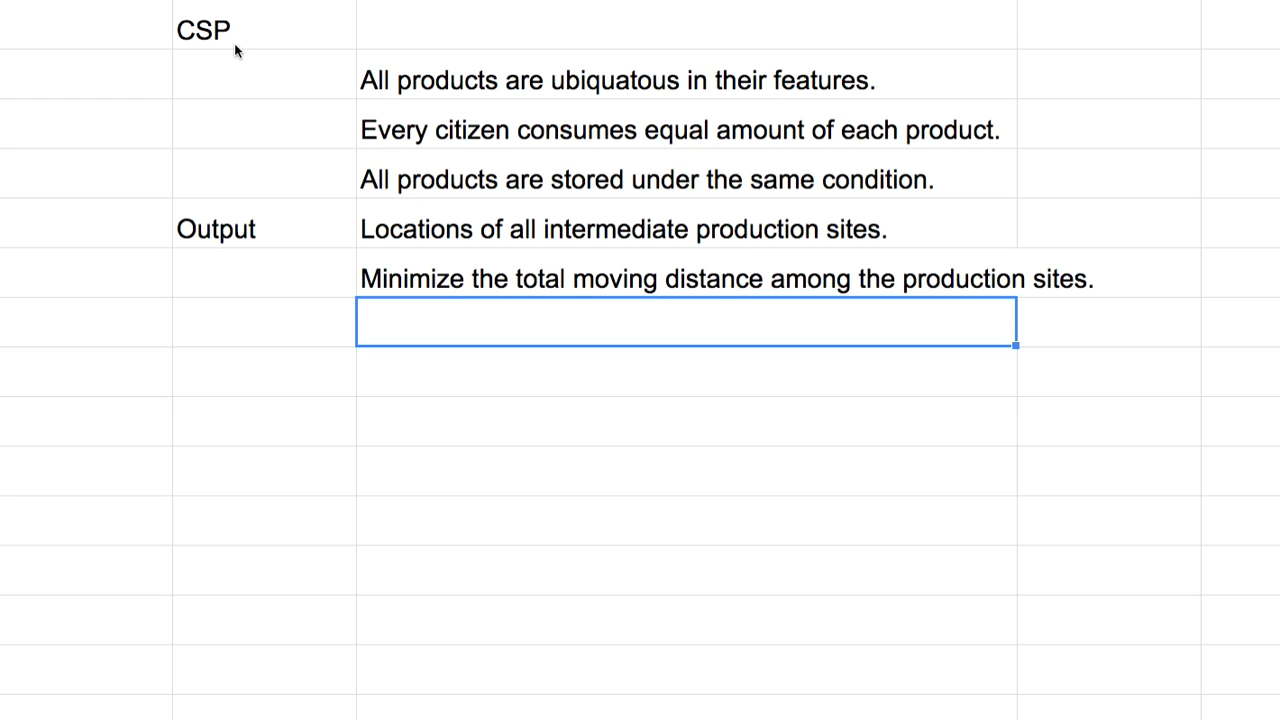 CSP
All products are ubiquatous in their features.
Every citizen consumes equal amount of each product.
All products are stored under the same condition.
Output Locations of all intermediate production sites.
Minimize the total moving distance among the production sites.